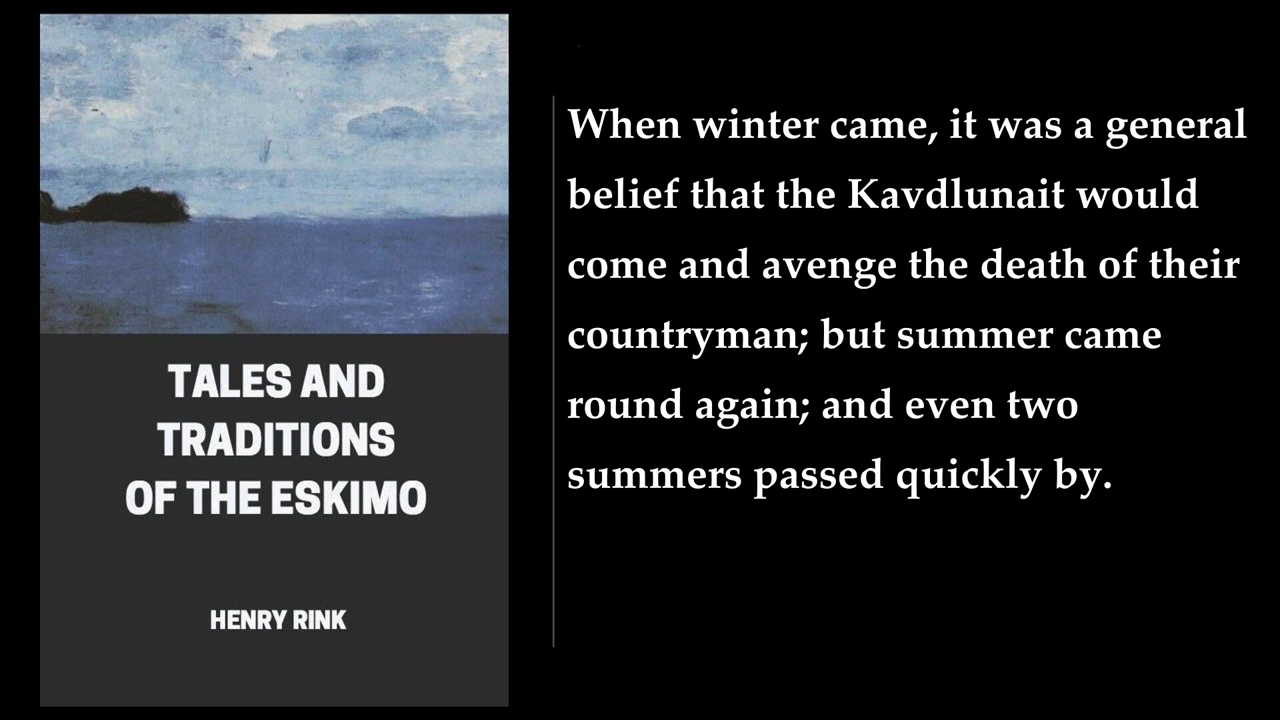 TALES AND
TRADITIONS
OF THE ESKIMO
HENRY RINK
When winter came, it was a general
belief that the Kavdlunait would
come and avenge the death of their
countryman; but summer came
round again; and even two
summers passed quickly by.